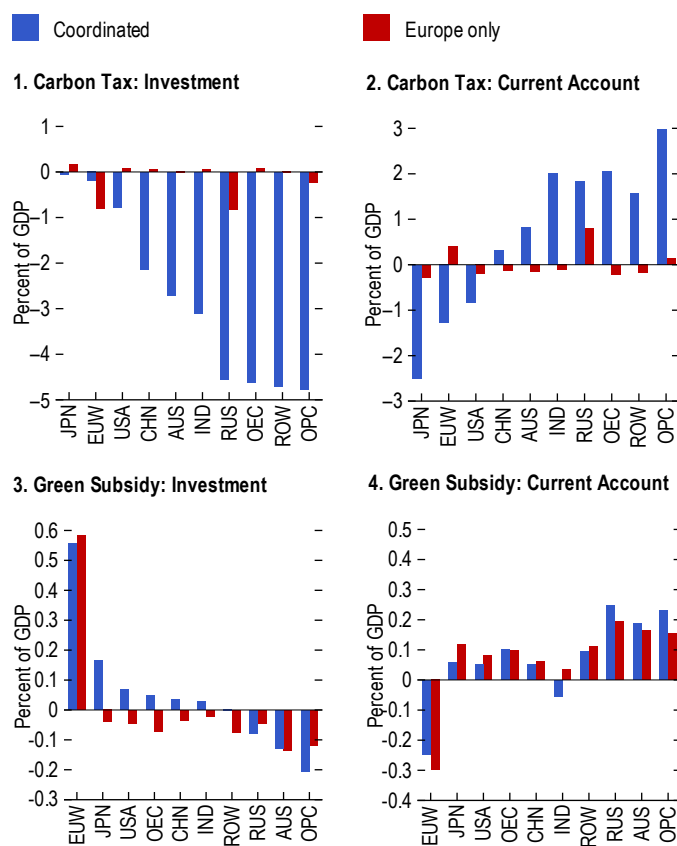 Coordinated
Europe only
1. Carbon Tax: Investment
Percent of GDP
1
0
–1
–2
–3
–4
–5
JPN EUW USA CHN AUS IND RUS OEC ROW OPC
2. Carbon Tax: Current Account
Percent of GDP
3
2
1
0
–1
–2
–3
JPN EUW USA CHN AUS IND RUS OEC ROW OPC
3. Green Subsidy: Investment
Percent of GDP
0.6
0.5
0.4
0.3
0.2
0.1
0
-0.1
-0.2
-0.3
EUW JPN USA OEC CHN IND ROW RUS AUS OPC
4. Green Subsidy: Current Account
Percent of GDP
0.5
0.4
0.3
0.2
0.1
0
-0.1
-0.2
-0.3
-0.4
EUW JPN USA OEC CHN IND ROW RUS AUS OPC